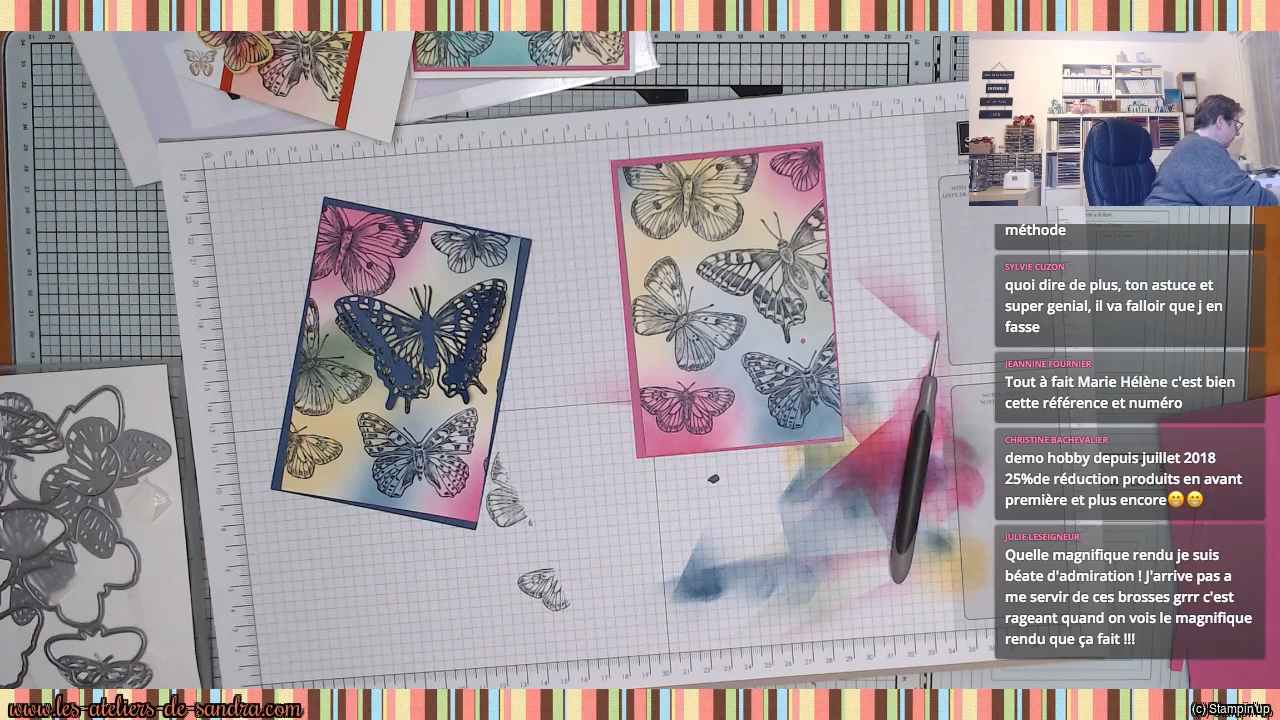 méthode
SYLVIE CUZON
quoi dire de plus, ton astuce et
super genial, il va falloir que j en
fasse
JEANNINE FOURNIER
Tout à fait Marie Hélène c'est bien
cette référence et numéro
CHRISTINE BACHEVALIER
demo hobby depuis juillet 2018
25%de réduction produits en avant
première et plus encore😁😁
JULIE LESEIGNEUR
Quelle magnifique rendu je suis
béate d'admiration ! J'arrive pas a
me servir de ces brosses grrr c'est
rageant quand on vois le magnifique
rendu que ça fait !!!
www.les-ateliers-de-sandra.com
(c) Stampin'up,